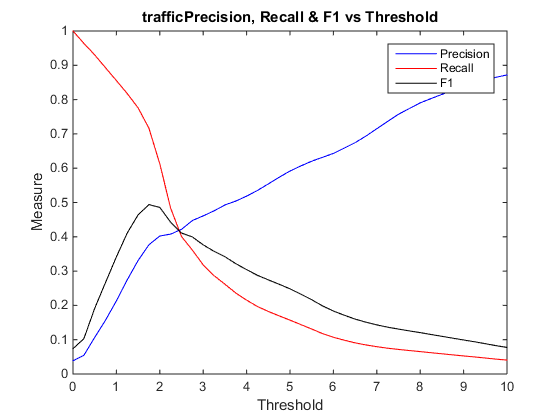 trafficPrecision, Recall & F1 vs Threshold
1
0.9
0.8
0.7
0.6
0.5
0.4
0.3
0.2
0.1
0
Measure
Precision
Recall
F1
0 1 2 3 4 5 6 7 8 9 10
Threshold